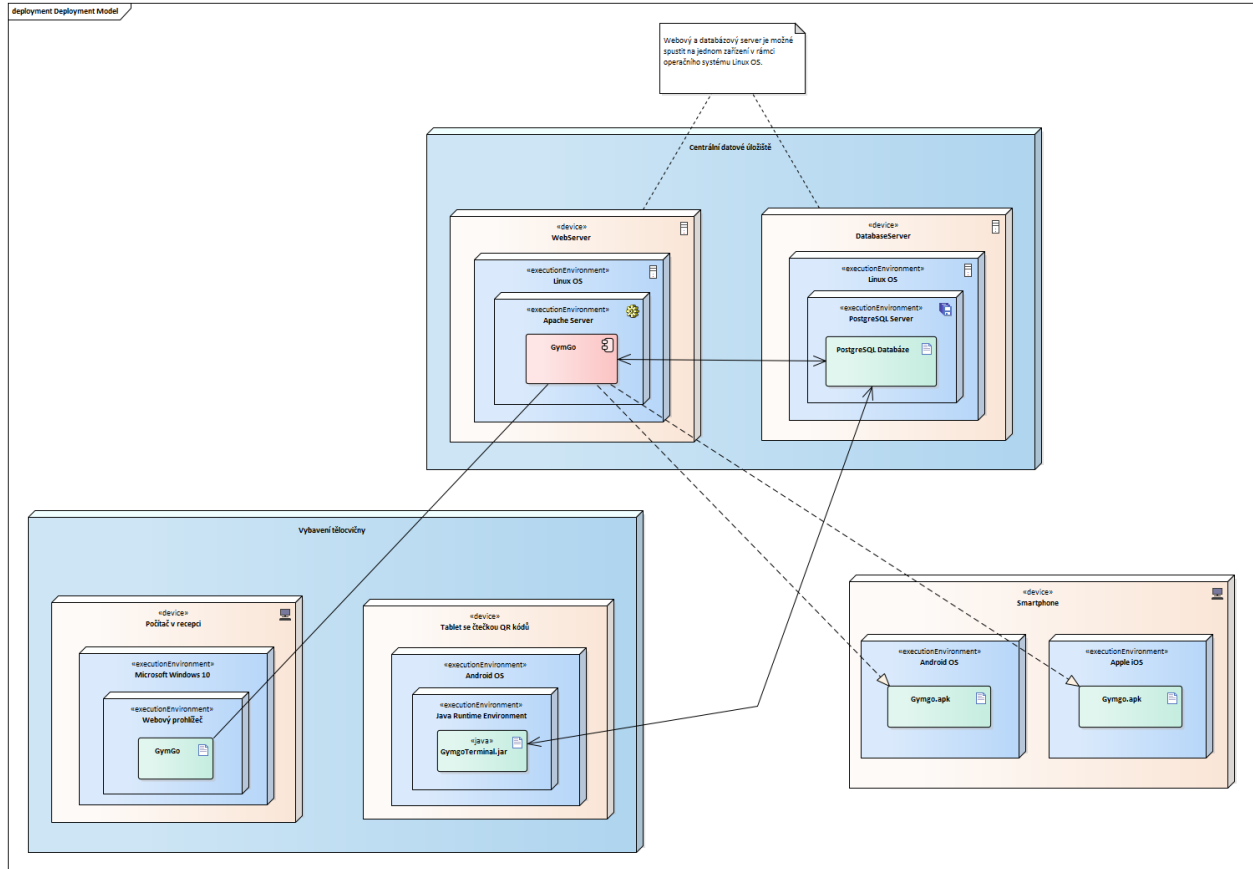 deployment Deployment Model
Webový a databázový server je možné
spustit na jednom zařízení v rámci
operačního systému Linux OS.
Centrální datové úložiště
«device»
WebServer
«executionEnvironment»
Linux OS
«executionEnvironment»
Apache Server
GymGo
«device»
DatabaseServer
«executionEnvironment»
Linux OS
«executionEnvironment»
PostgreSQL Server
PostgreSQL Databáze
Vybavení tělocvičny
«device»
Počítač v recepci
«executionEnvironment»
Microsoft Windows 10
«executionEnvironment»
Webový prohlížeč
GymGo
«device»
Tablet se čtečkou QR kódů
«executionEnvironment»
Android OS
«executionEnvironment»
Java Runtime Environment
«java»
GymgoTerminal.jar
«device»
Smartphone
«executionEnvironment»
Android OS
Gymgo.apk
«executionEnvironment»
Apple iOS
Gymgo.apk